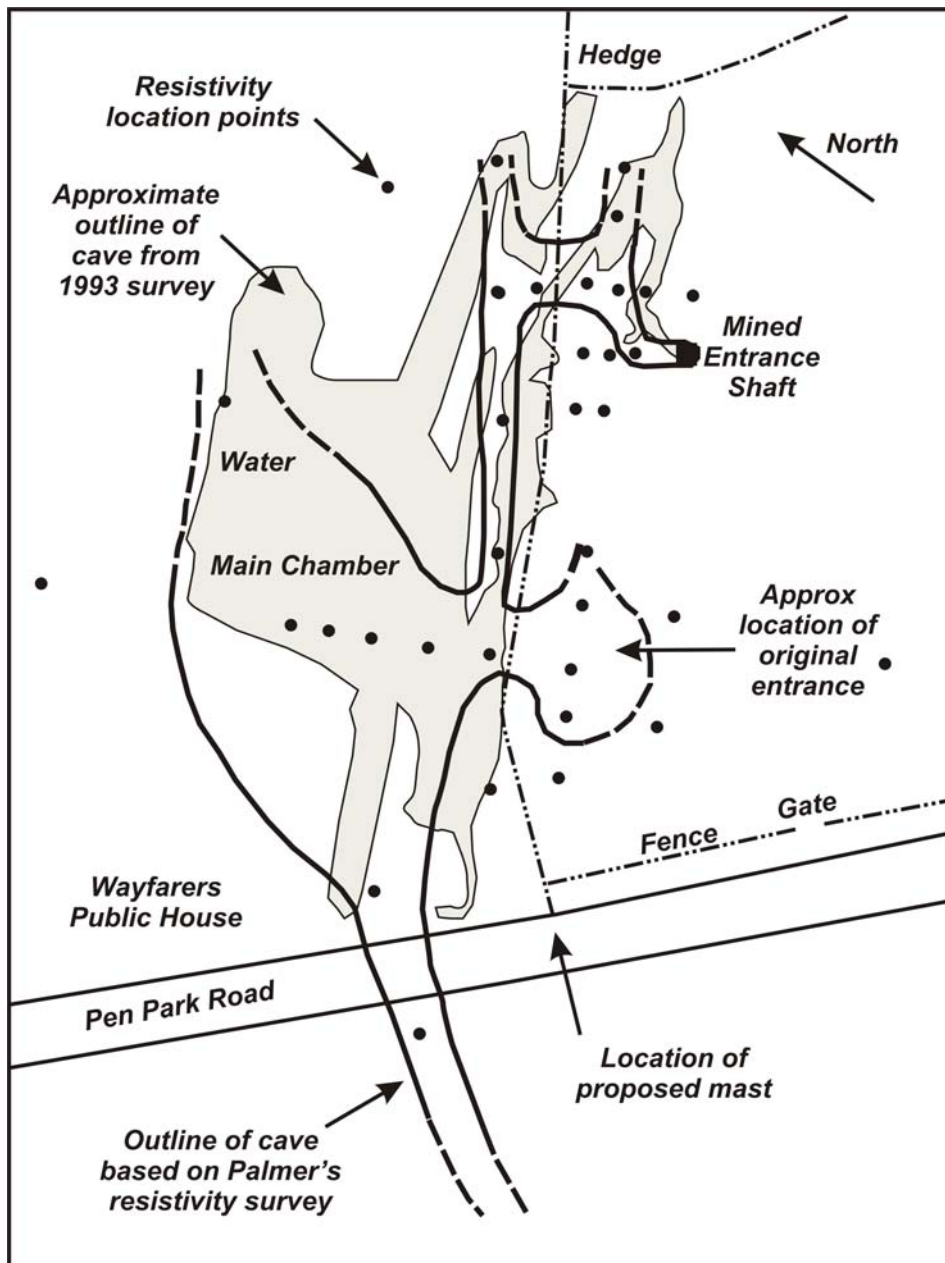 Hedge
Resistivity
location points
North
Approximate
outline of
cave from
1993 survey
Mined
Entrance
Shaft
Water
Main Chamber
Approx
location of
original
entrance
Gate
Fence
Wayfarers
Public House
Pen Park Road
Location of
proposed mast
Outline of cave
based on Palmer's
resistivity survey